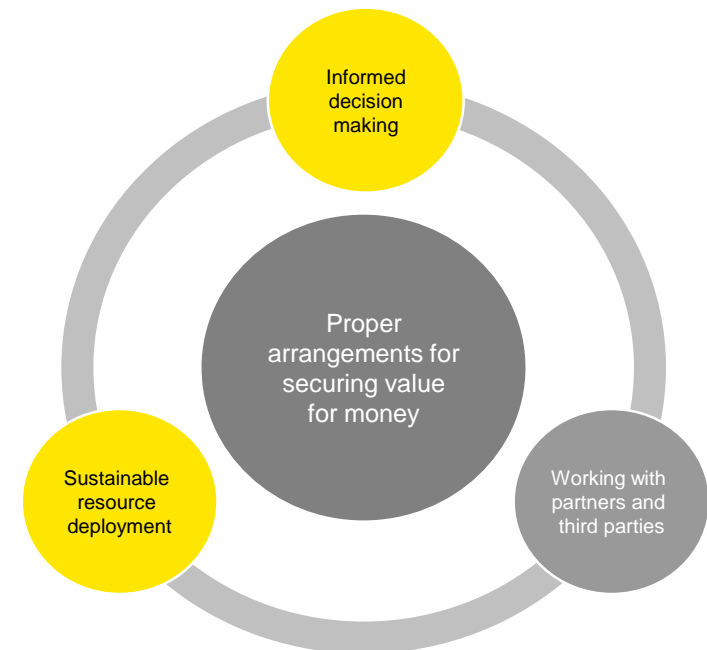 Informed
decision
making
Proper
arrangements for
securing value
for money
Sustainable
resource
deployment
Working with
partners and
third parties